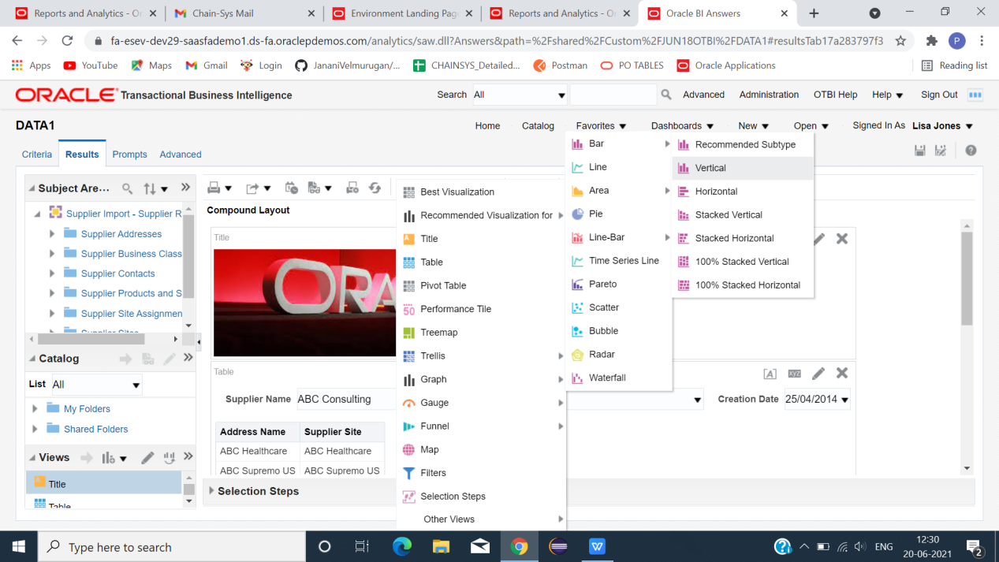 Reports and Analytics - Or
Chain-Sys Mail
Environment Landing Page
Reports and Analytics - Or
Oracle BI Answers
fa-esev-dev29-saasfademo1.ds-fa.oraclepdemos.com/analytics/saw.dll?Answers&path=%2Fshared%2FCustom%2FJUN18OTBI%2FDATA1#resultsTab17a283797f3
P
Apps
YouTube
Maps
Gmail
Login
JananiVelmurugan/...
CHAINSYS_Detailed...
Postman
PO TABLES
Oracle Applications
Reading list
ORACLE® Transactional Business Intelligence
Search
All
Advanced
Administration
OTBI Help
Help
Sign Out
DATA1
Home
Catalog
Favorites
Dashboards
New
Open
Signed In As Lisa Jones
Criteria
Results
Prompts
Advanced
Subject Are...
Supplier Import - Supplier R
Supplier Addresses
Supplier Business Class
Supplier Contacts
Supplier Products and S
Supplier Site Assignmen
Supplier Sites
Catalog
List
All
My Folders
Shared Folders
Views
Title
Table
Compound Layout
Title
ORA
Table
Supplier Name
ABC Consulting
Creation Date
25/04/2014
Address Name
Supplier Site
ABC Healthcare
ABC Healthcare
ABC Supremo US
ABC Supremo US
Selection Steps
Best Visualization
Recommended Visualization for
Title
Table
Pivot Table
50
Performance Tile
Treemap
Trellis
Graph
Gauge
Funnel
Map
Filters
Selection Steps
Other Views
Bar
Line
Area
Pie
Line-Bar
Time Series Line
Pareto
Scatter
Bubble
Radar
Waterfall
Recommended Subtype
Vertical
Horizontal
Stacked Vertical
Stacked Horizontal
100% Stacked Vertical
100% Stacked Horizontal
A
xyz
Type here to search
W
ENG
12:30
20-06-2021
2